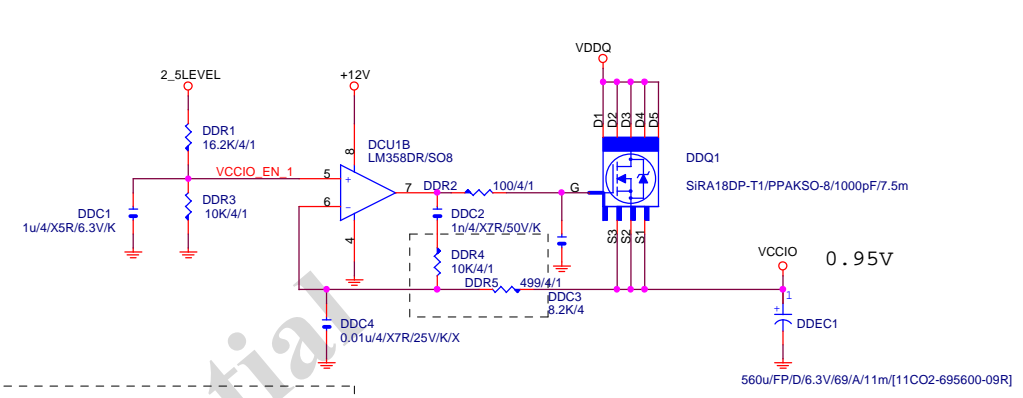 VDDQ
2_5LEVEL
+12V
D1
D2
D3
D4
D5
DDR1
16.2K/4/1
DCU1B
LM358DR/SO8
8
DDQ1
VCCIO_EN_1
5
+
7
DDR2
100/4/1
G
SiRA18DP-T1/PPAKSO-8/1000pF/7.5m
DDR3
10K/4/1
6
-
DDC1
1u/4/X5R/6.3V/K
DDC2
1n/4/X7R/50V/K
4
S3
S2
S1
DDR4
10K/4/1
VCCIO
0.95V
DDR5
499/4/1
DDC3
8.2K/4
1
+
DDEC1
DDC4
0.01u/4/X7R/25V/K/X
560u/FP/D/6.3V/69/A/11m/[11CO2-695600-09R]
tial